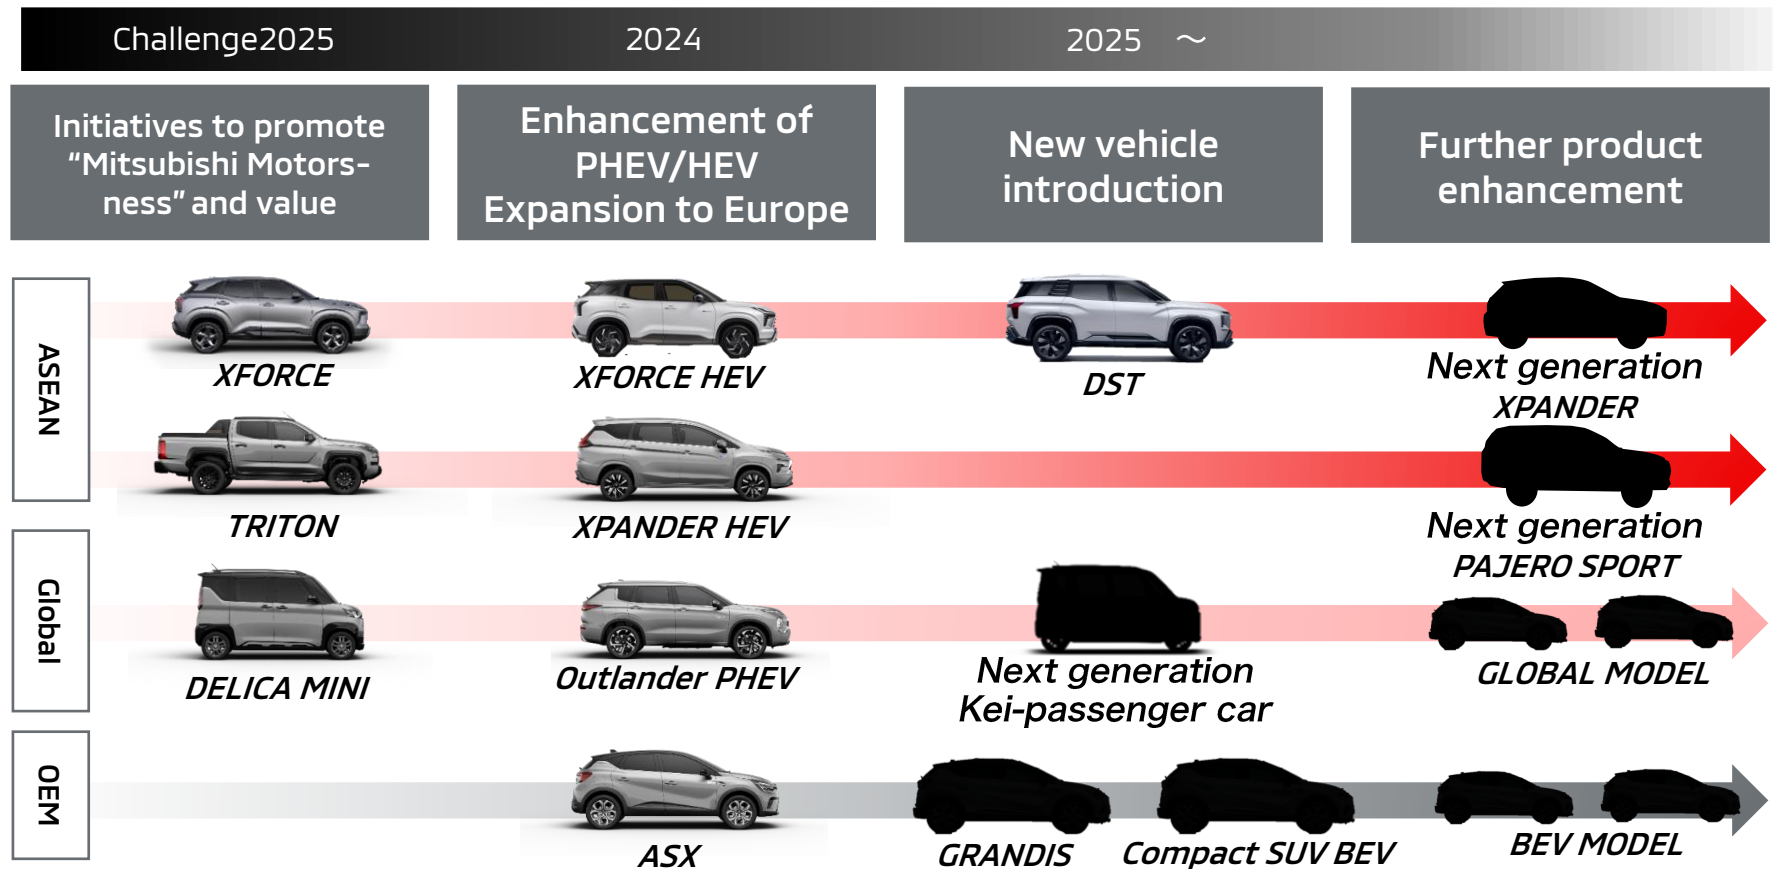 Challenge2025
2024
2025 ～
Initiatives to promote
“Mitsubishi Motors-
ness” and value
Enhancement of
PHEV/HEV
Expansion to Europe
New vehicle
introduction
Further product
enhancement
ASEAN
XFORCE
XFORCE HEV
DST
Next generation
XPANDER
TRITON
XPANDER HEV
Next generation
PAJERO SPORT
Global
DELICA MINI
Outlander PHEV
Next generation
Kei-passenger car
GLOBAL MODEL
OEM
ASX
GRANDIS
Compact SUV BEV
BEV MODEL